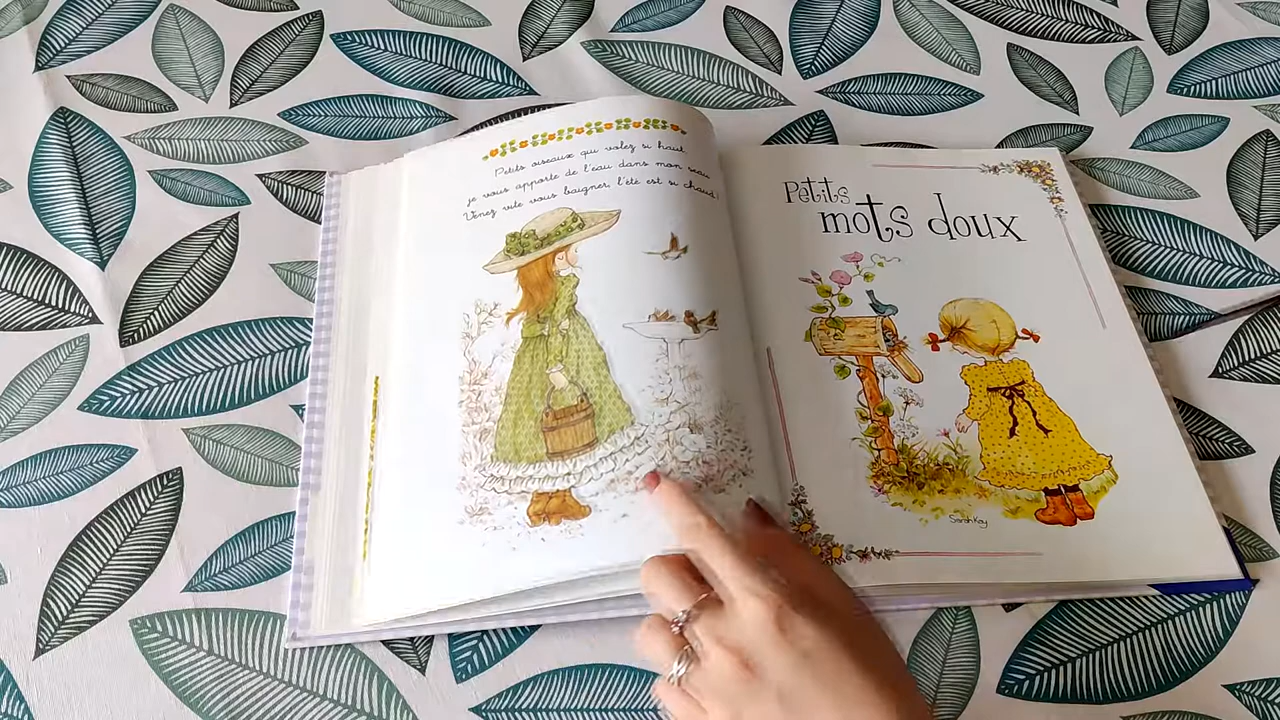 Petits oiseaux qui volez si haut,
je vous apporte de l'eau dans mon seau
Venez vite vous baigner, l'été est si chaud !
Petits
mots doux
Sarah Kay